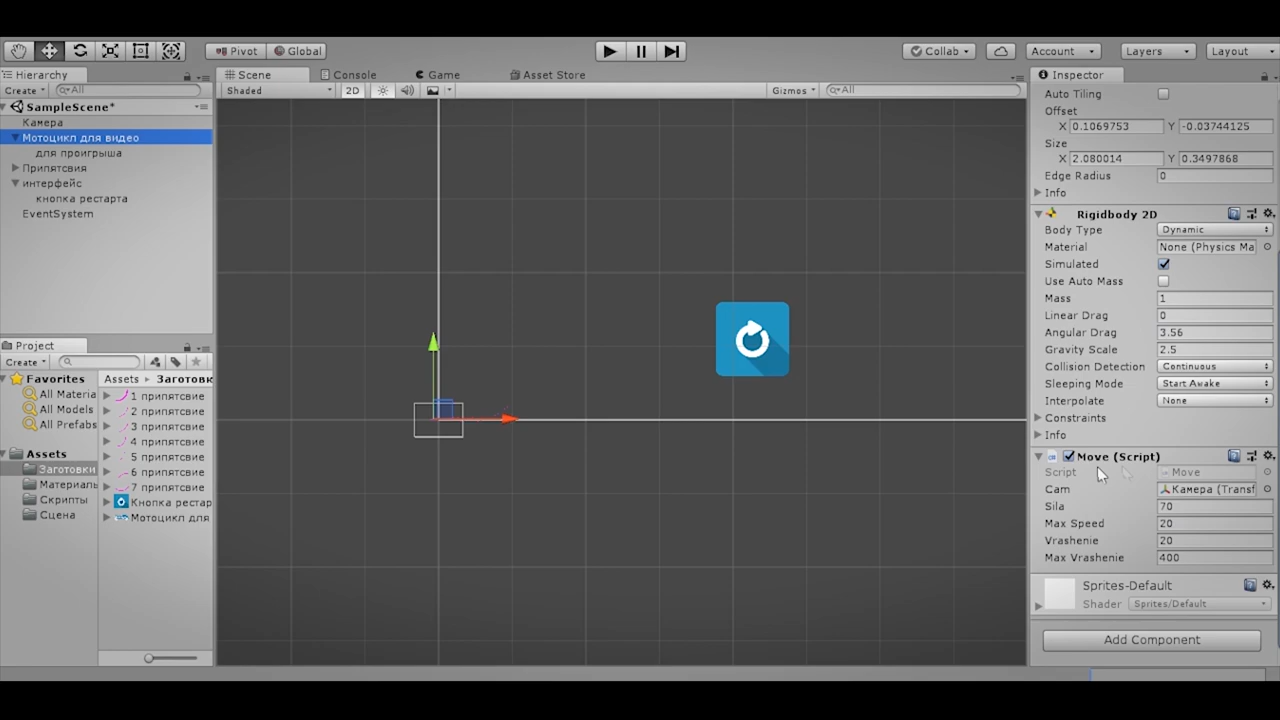 Pivot Global Collab Account Layers Layout
Hierarchy Scene Console Game Asset Store Inspector
Create All Shaded 2D Gizmos All
Auto Tiling
SampleScene*
Offset
Камера
X 0.1069753 Y -0.03744125
Мотоцикл для видео
Size
для проигрыша
X 2.080014 Y 0.3497868
Припятсвия
Edge Radius 0
интерфейс
Info
кнопка рестарта
EventSystem
Rigidbody 2D
Body Type Dynamic
Material None (Physics Ma
Simulated
Use Auto Mass
Mass 1
Linear Drag 0
Angular Drag 3.56
Project
Gravity Scale 2.5
Create
Collision Detection Continuous
Favorites Assets Заготовк
Sleeping Mode Start Awake
All Materia 1 припятсвие
Interpolate None
All Models 2 припятсвие
Constraints
All Prefabs 3 припятсвие
Info
4 припятсвие
Assets 5 припятсвие
Move (Script)
Заготовки 6 припятсвие
Script Move
Материаль 7 припятсвие
Cam Камера (Transf
Скрипты Кнопка рестар
Sila 70
Сцена Мотоцикл для
Max Speed 20
Vrashenie 20
Max Vrashenie 400
Sprites-Default
Shader Sprites/Default
Add Component